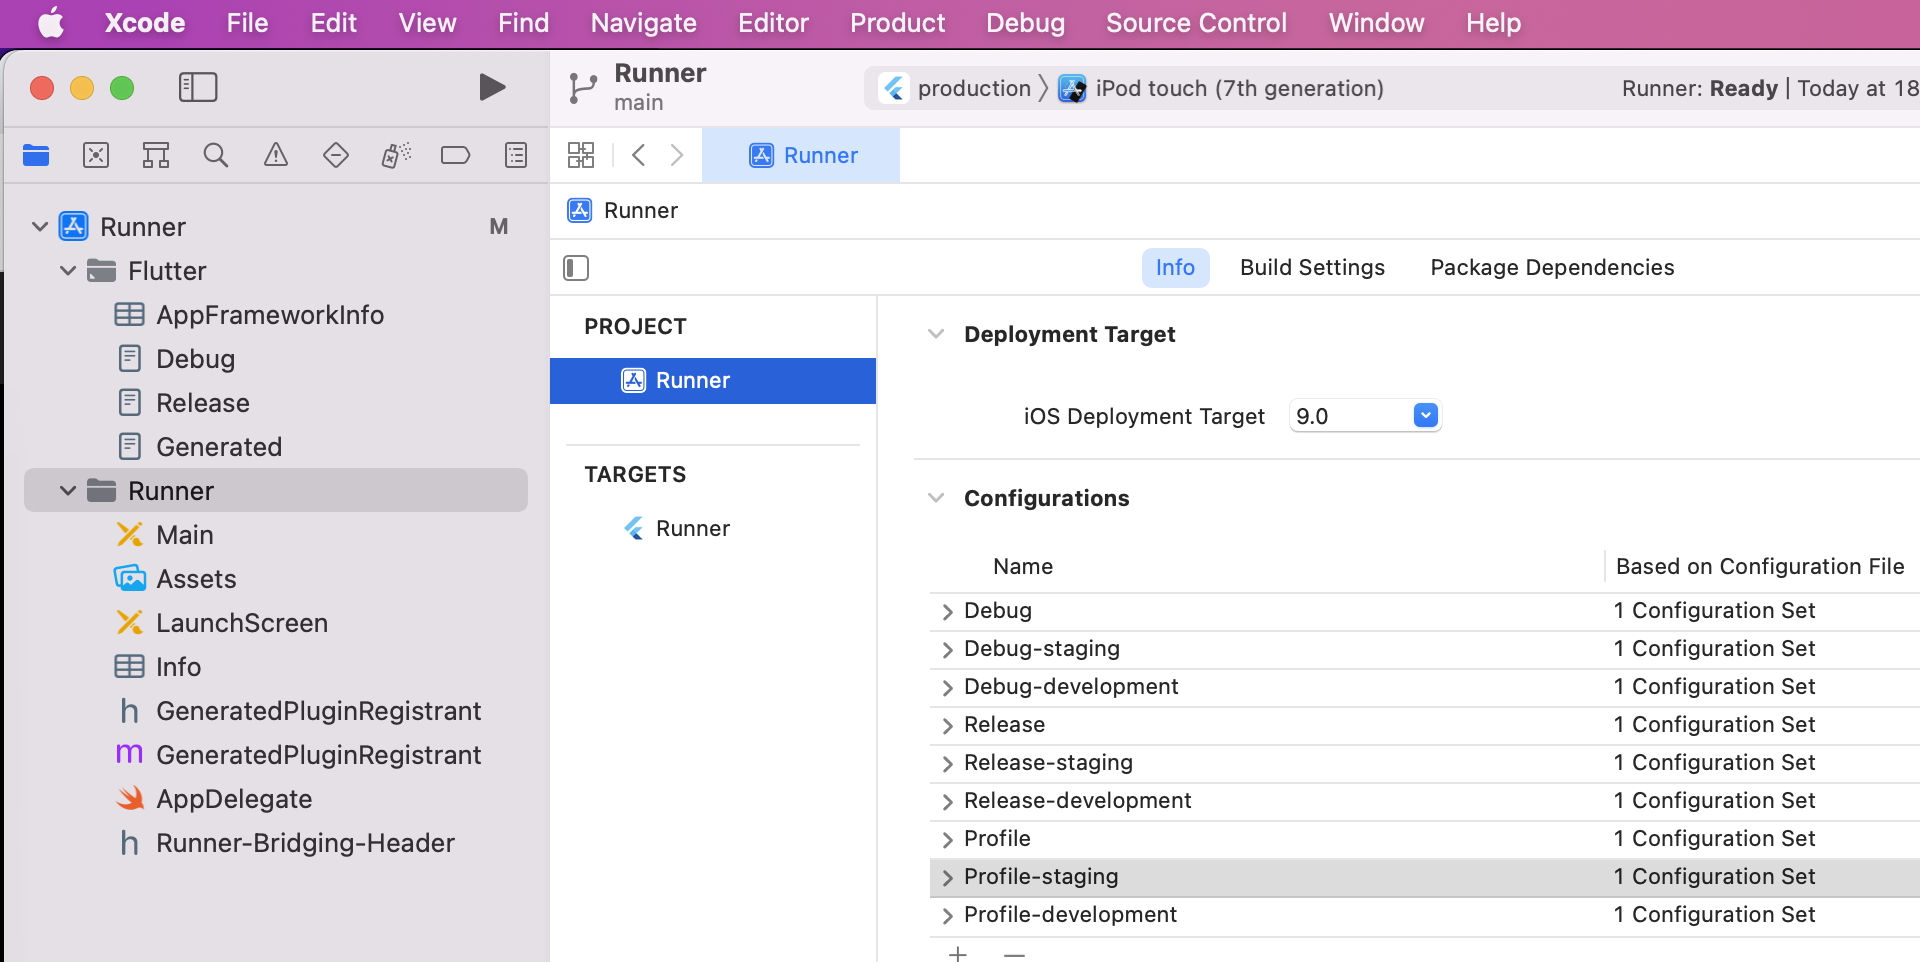 Xcode File Edit View Find Navigate Editor Product Debug Source Control Window Help
Runner
main
production iPod touch (7th generation)
Runner: Ready | Today at 18
Runner
Runner
Info Build Settings Package Dependencies
Runner M
Flutter
AppFrameworkInfo
Debug
Release
Generated
Runner
Main
Assets
LaunchScreen
Info
h GeneratedPluginRegistrant
m GeneratedPluginRegistrant
AppDelegate
h Runner-Bridging-Header
PROJECT
Runner
TARGETS
Runner
Deployment Target
iOS Deployment Target 9.0
Configurations
Name Based on Configuration File
Debug 1 Configuration Set
Debug-staging 1 Configuration Set
Debug-development 1 Configuration Set
Release 1 Configuration Set
Release-staging 1 Configuration Set
Release-development 1 Configuration Set
Profile 1 Configuration Set
Profile-staging 1 Configuration Set
Profile-development 1 Configuration Set